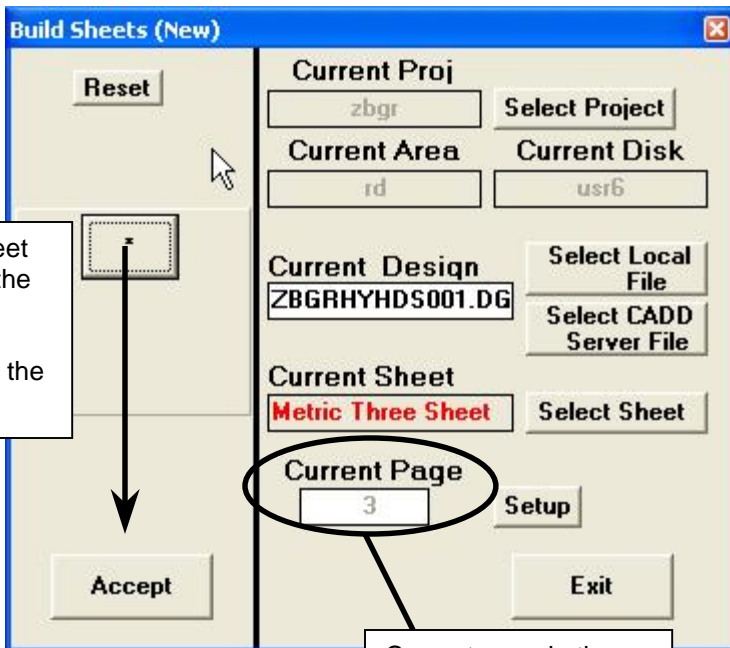 Build Sheets (New)
Reset
Current Proj
zbgr
Select Project
Current Area
Current Disk
rd
usr6
x
the
the
Current Design
ZBGRHYHDS001.DG
Select Local
File
Select CADD
Server File
Current Sheet
Metric Three Sheet
Select Sheet
Current Page
3
Setup
Accept
Exit